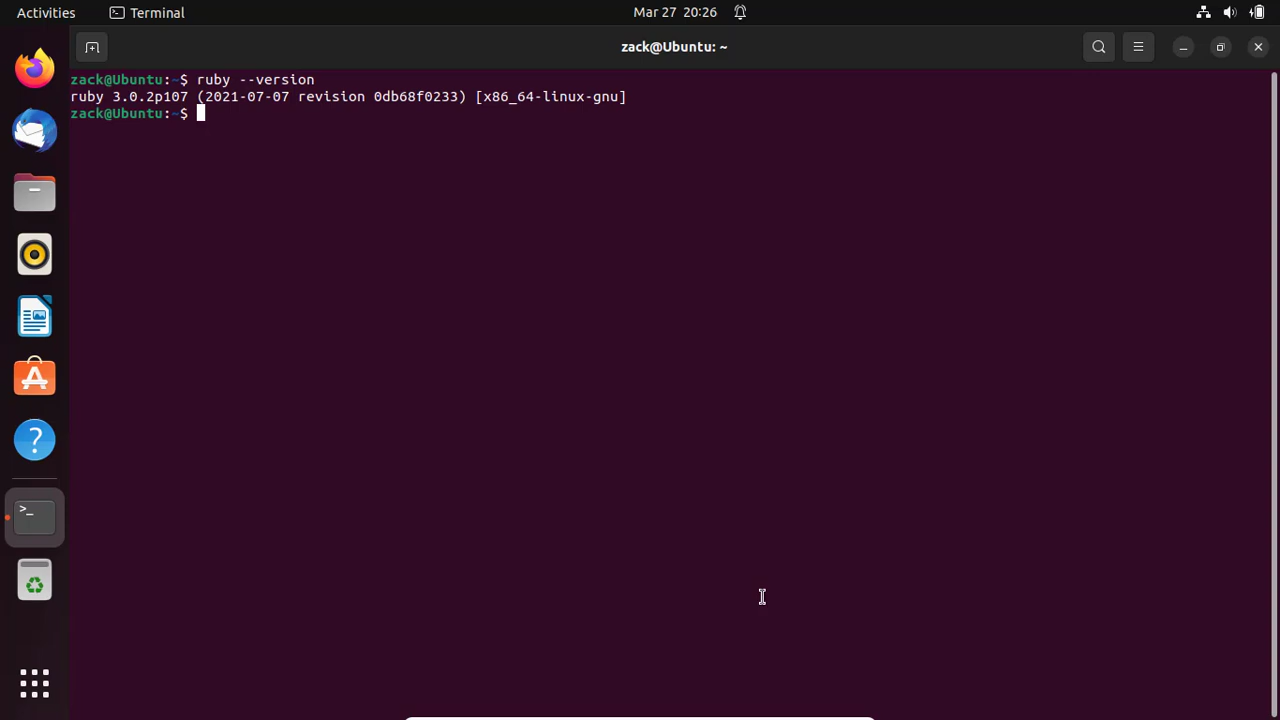 Activities Terminal Mar 27 20:26
zack@Ubuntu: ~
zack@Ubuntu:~$ ruby --version
ruby 3.0.2p107 (2021-07-07 revision 0db68f0233) [x86_64-linux-gnu]
zack@Ubuntu:~$